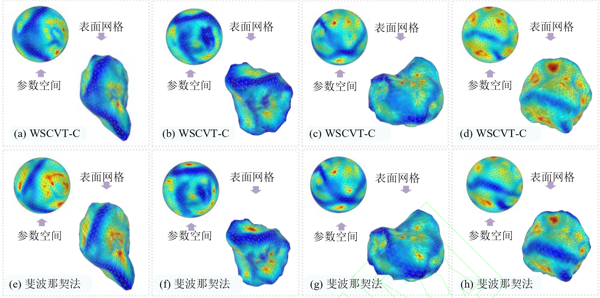 表面网格
参数空间
(a) WSCVT-C
表面网格
参数空间
(b) WSCVT-C
表面网格
参数空间
(c) WSCVT-C
表面网格
参数空间
(d) WSCVT-C
表面网格
参数空间
(e) 斐波那契法
表面网格
参数空间
(f) 斐波那契法
表面网格
参数空间
(g) 斐波那契法
表面网格
参数空间
(h) 斐波那契法